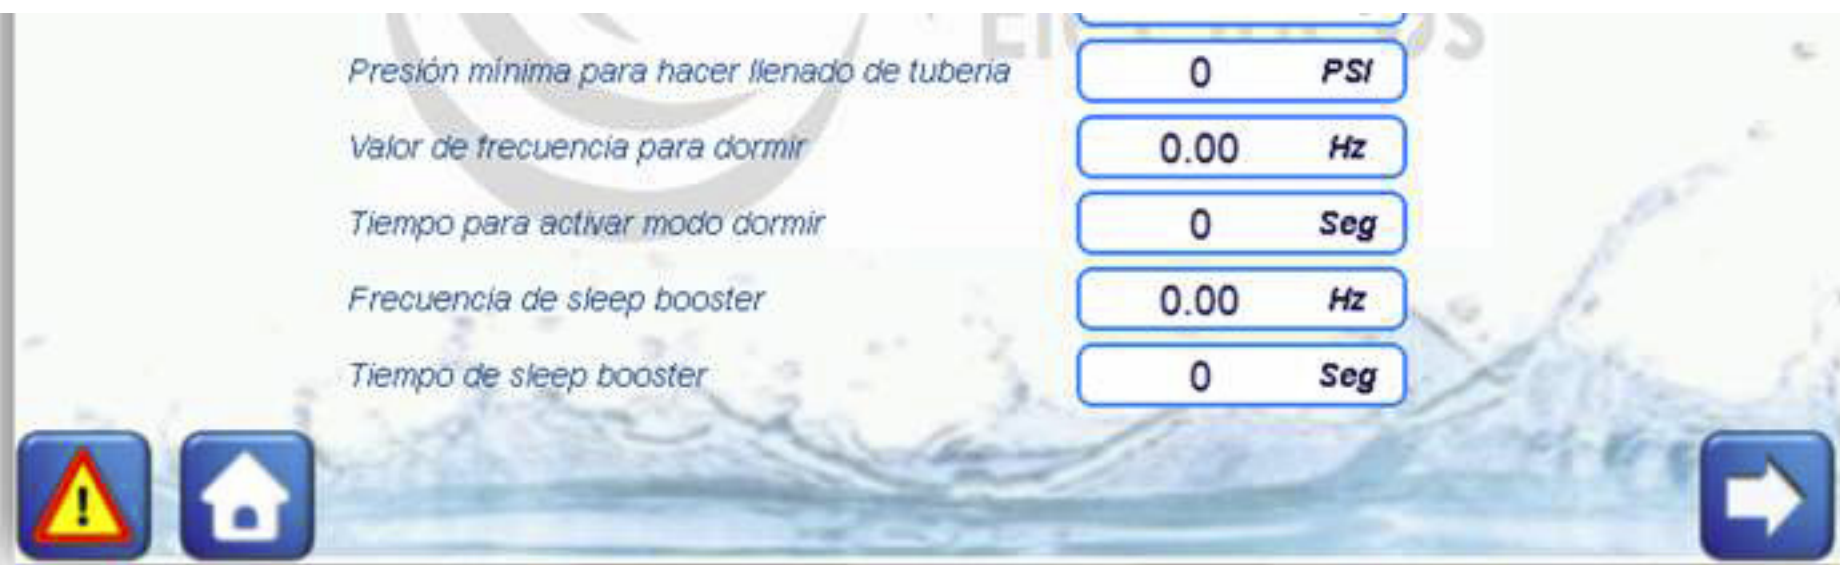 Presión mínima para hacer llenado de tuberia 0 PSI
Valor de frecuencia para dormir 0.00 Hz
Tiempo para activar modo dormir 0 Seg
Frecuencia de sleep booster 0.00 Hz
Tiempo de sleep booster 0 Seg
!